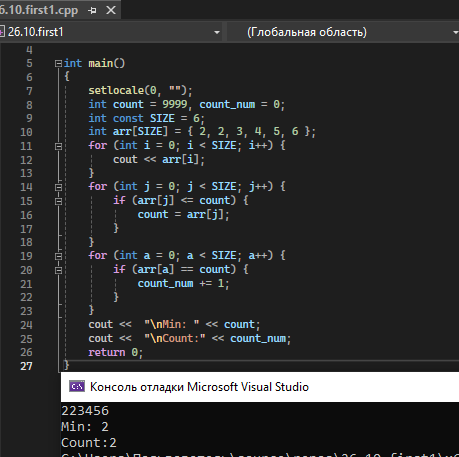 26.10.first1.cpp
26.10.first1
(Глобальная область)
4
5 int main()
6 {
7 setlocale(0, "");
8 int count = 9999, count_num = 0;
9 int const SIZE = 6;
10 int arr[SIZE] = { 2, 2, 3, 4, 5, 6 };
11 for (int i = 0; i < SIZE; i++) {
12 cout << arr[i];
13 }
14 for (int j = 0; j < SIZE; j++) {
15 if (arr[j] <= count) {
16 count = arr[j];
17 }
18 }
19 for (int a = 0; a < SIZE; a++) {
20 if (arr[a] == count) {
21 count_num += 1;
22 }
23 }
24 cout << "\nMin: " << count;
25 cout << "\nCount:" << count_num;
26 return 0;
27 }
C:\ Консоль отладки Microsoft Visual Studio
223456
Min: 2
Count:2